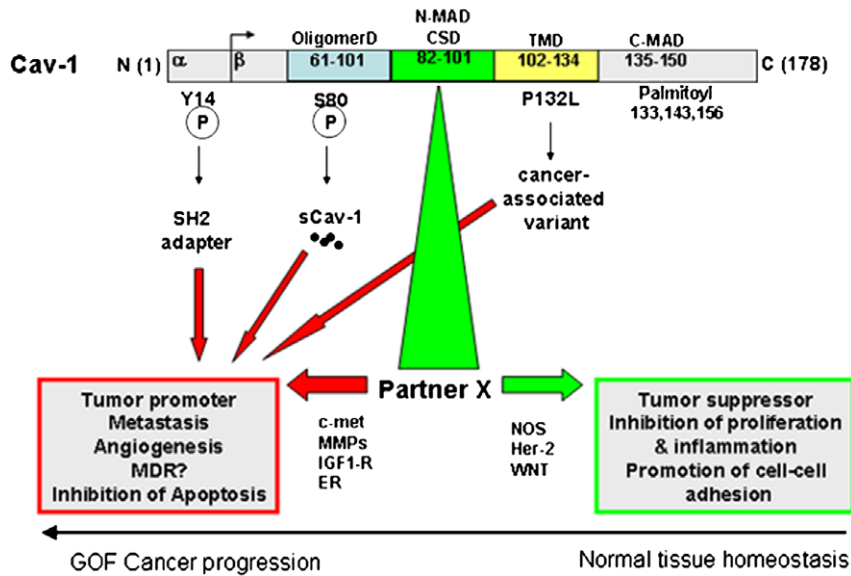 N-MAD
OligomerD CSD TMD C-MAD
Cav-1 N (1) α β 61-101 82-101 102-134 135-150 C (178)
Y14 S80 P132L Palmitoyl
133,143,156
P P
SH2
adapter
sCav-1
cancer-
associated
variant
Partner X
Tumor promoter
Metastasis
Angiogenesis
MDR?
Inhibition of Apoptosis
c-met
MMPs
IGF1-R
ER
NOS
Her-2
WNT
Tumor suppressor
Inhibition of proliferation
& inflammation
Promotion of cell-cell
adhesion
GOF Cancer progression
Normal tissue homeostasis